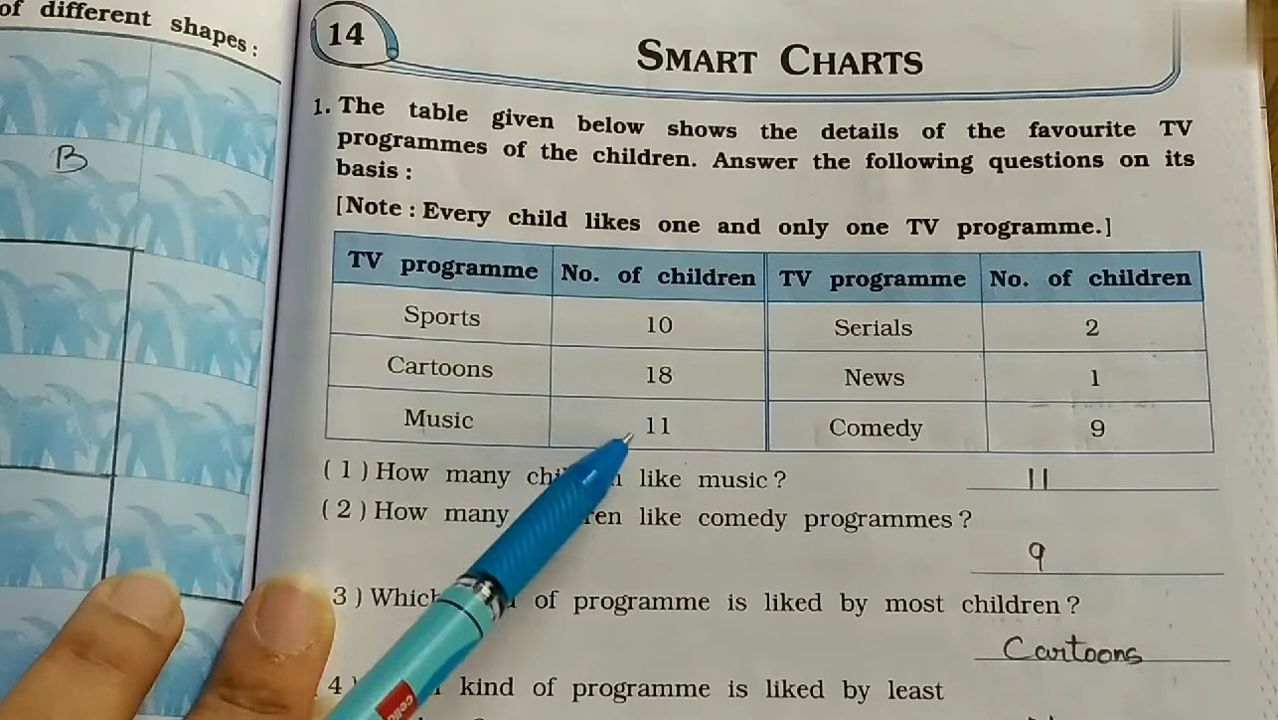 of different shapes :
B
14
SMART CHARTS
1. The table given below shows the details of the favourite TV
programmes of the children. Answer the following questions on its
basis :
[Note : Every child likes one and only one TV programme.]
TV programme No. of children TV programme No. of children
Sports 10 Serials 2
Cartoons 18 News 1
Music 11 Comedy 9
( 1 ) How many like music ? 11
( 2 ) How many like comedy programmes ?
9
3 ) Which of programme is liked by most children ?
Cartoons
4 ) kind of programme is liked by least
cello